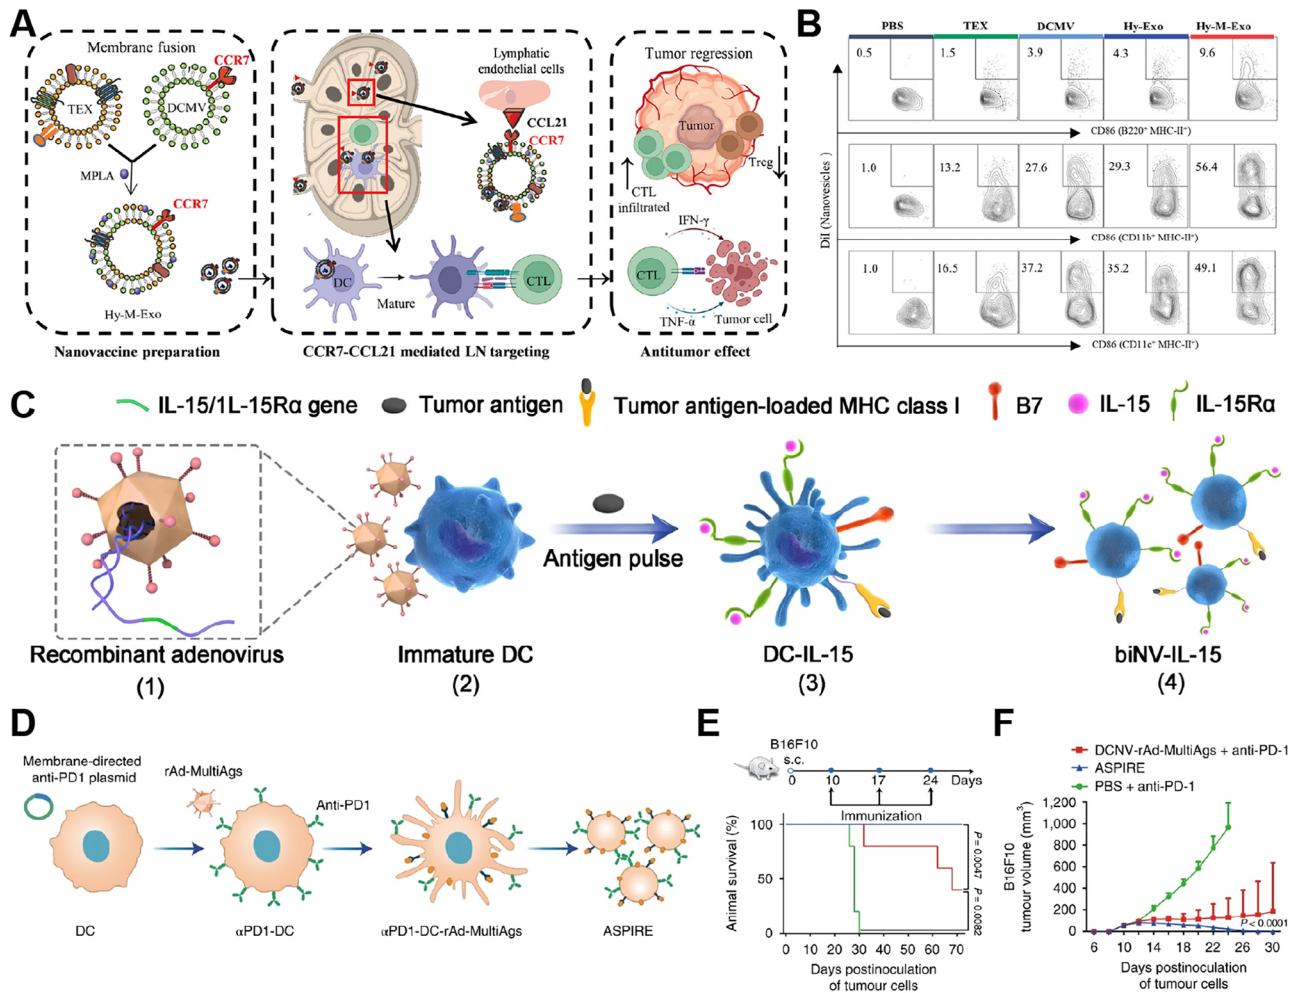 A
Membrane fusion
CCR7
TEX
DCMV
MPLA
CCR7
Hy-M-Exo
Nanovaccine preparation
Lymphatic
endothelial cells
CCL21
CCR7
DC
Mature
CTL
CCR7-CCL21 mediated LN targeting
Tumor regression
Tumor
Treg
CTL
infiltrated
IFN-γ
CTL
TNF-α
Tumor cell
Antitumor effect
B
PBS
TEX
DCMV
Hy-Exo
Hy-M-Exo
0.5
1.5
3.9
4.3
9.6
CD86 (B220⁺ MHC-II⁺)
1.0
13.2
27.6
29.3
56.4
CD86 (CD11b⁺ MHC-II⁺)
1.0
16.5
37.2
35.2
49.1
CD86 (CD11c⁺ MHC-II⁺)
DiI (Nanovesicles)
C
IL-15/1L-15Rα gene
Tumor antigen
Tumor antigen-loaded MHC class I
B7
IL-15
IL-15Rα
Antigen pulse
Recombinant adenovirus
(1)
Immature DC
(2)
DC-IL-15
(3)
biNV-IL-15
(4)
D
Membrane-directed
anti-PD1 plasmid
rAd-MultiAgs
Anti-PD1
DC
αPD1-DC
αPD1-DC-rAd-MultiAgs
ASPIRE
E
B16F10
s.c.
0
10
17
24
Days
Immunization
Animal survival (%)
100
50
0
P = 0.0047
P = 0.0082
0 10 20 30 40 50 60 70
Days postinoculation
of tumour cells
F
DCNV-rAd-MultiAgs + anti-PD-1
ASPIRE
PBS + anti-PD-1
B16F10
tumour volume (mm³)
1,200
1,000
800
600
400
200
0
P < 0.0001
6 10 14 18 22 26 30
Days postinoculation
of tumour cells